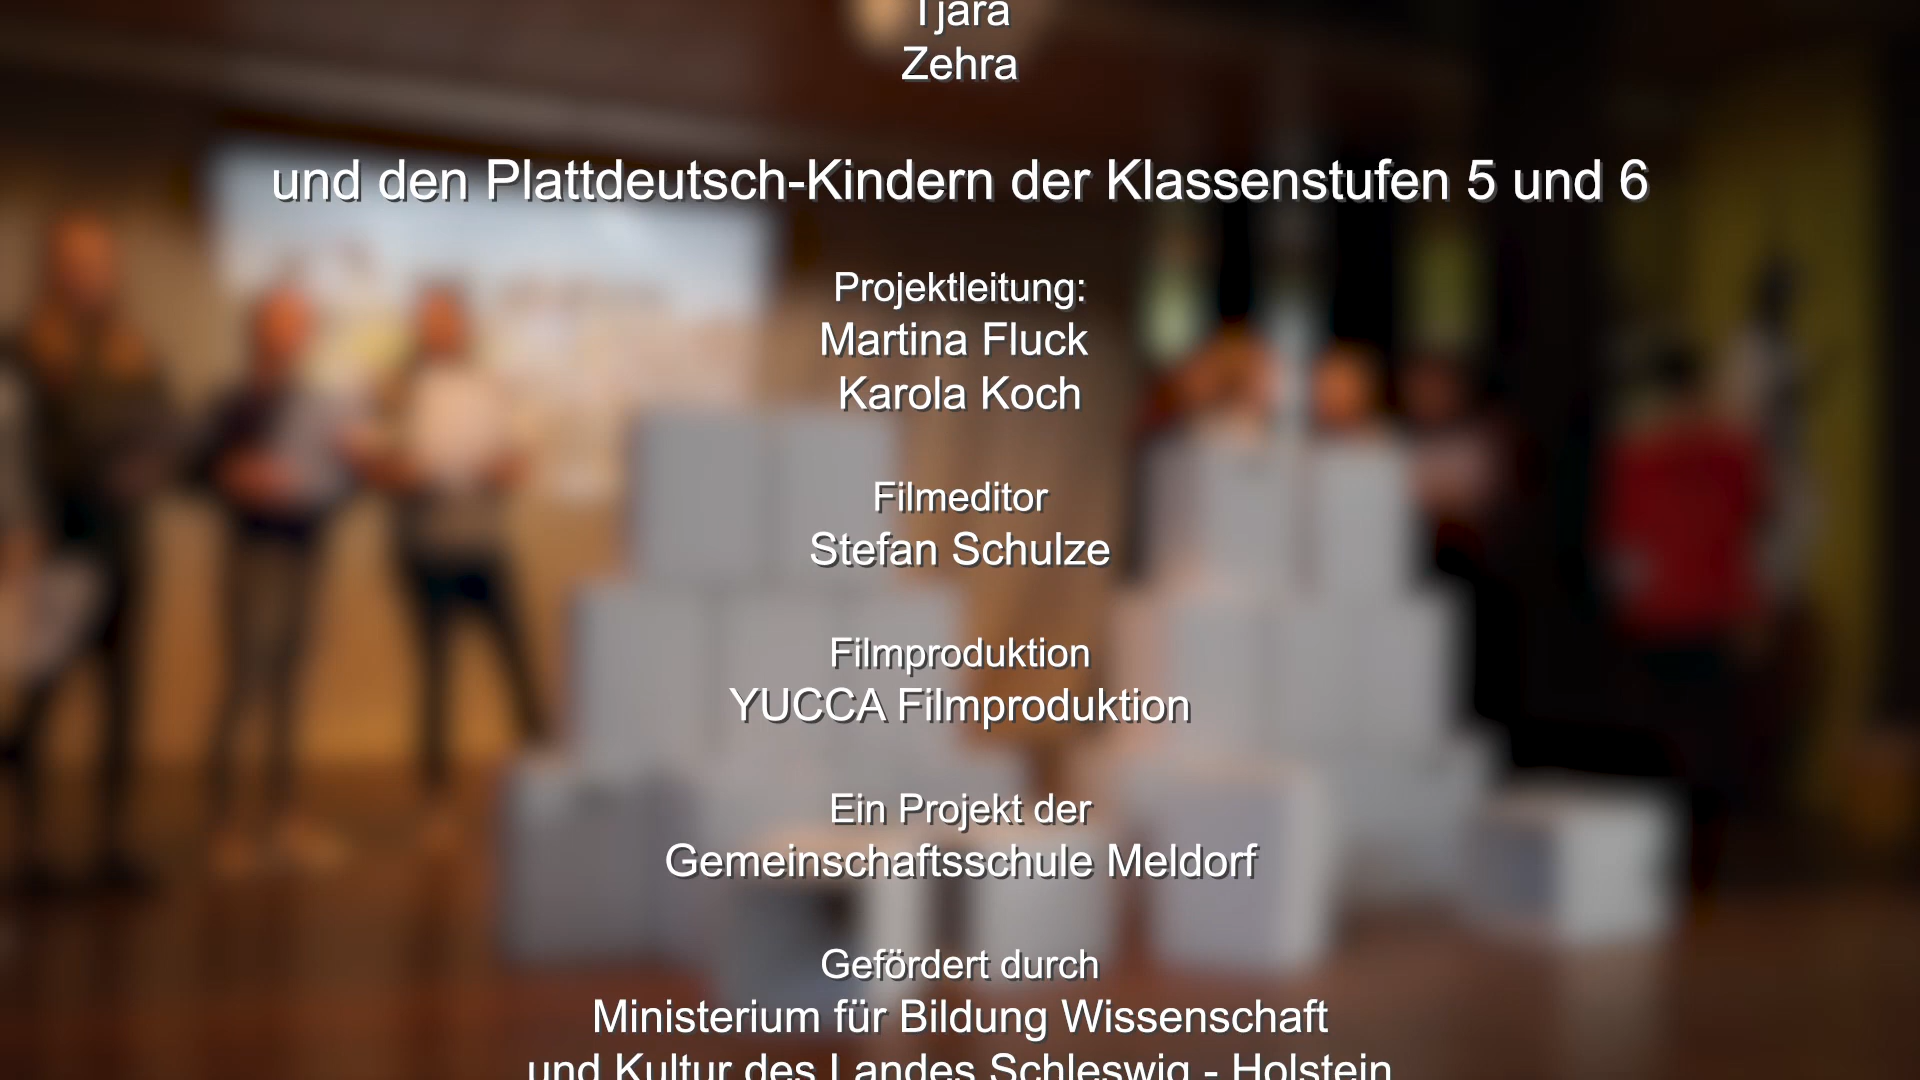 Tjara
Zehra
und den Plattdeutsch-Kindern der Klassenstufen 5 und 6
Projektleitung:
Martina Fluck
Karola Koch
Filmeditor
Stefan Schulze
Filmproduktion
YUCCA Filmproduktion
Ein Projekt der
Gemeinschaftsschule Meldorf
Gefördert durch
Ministerium für Bildung Wissenschaft
und Kultur des Landes Schleswig - Holstein